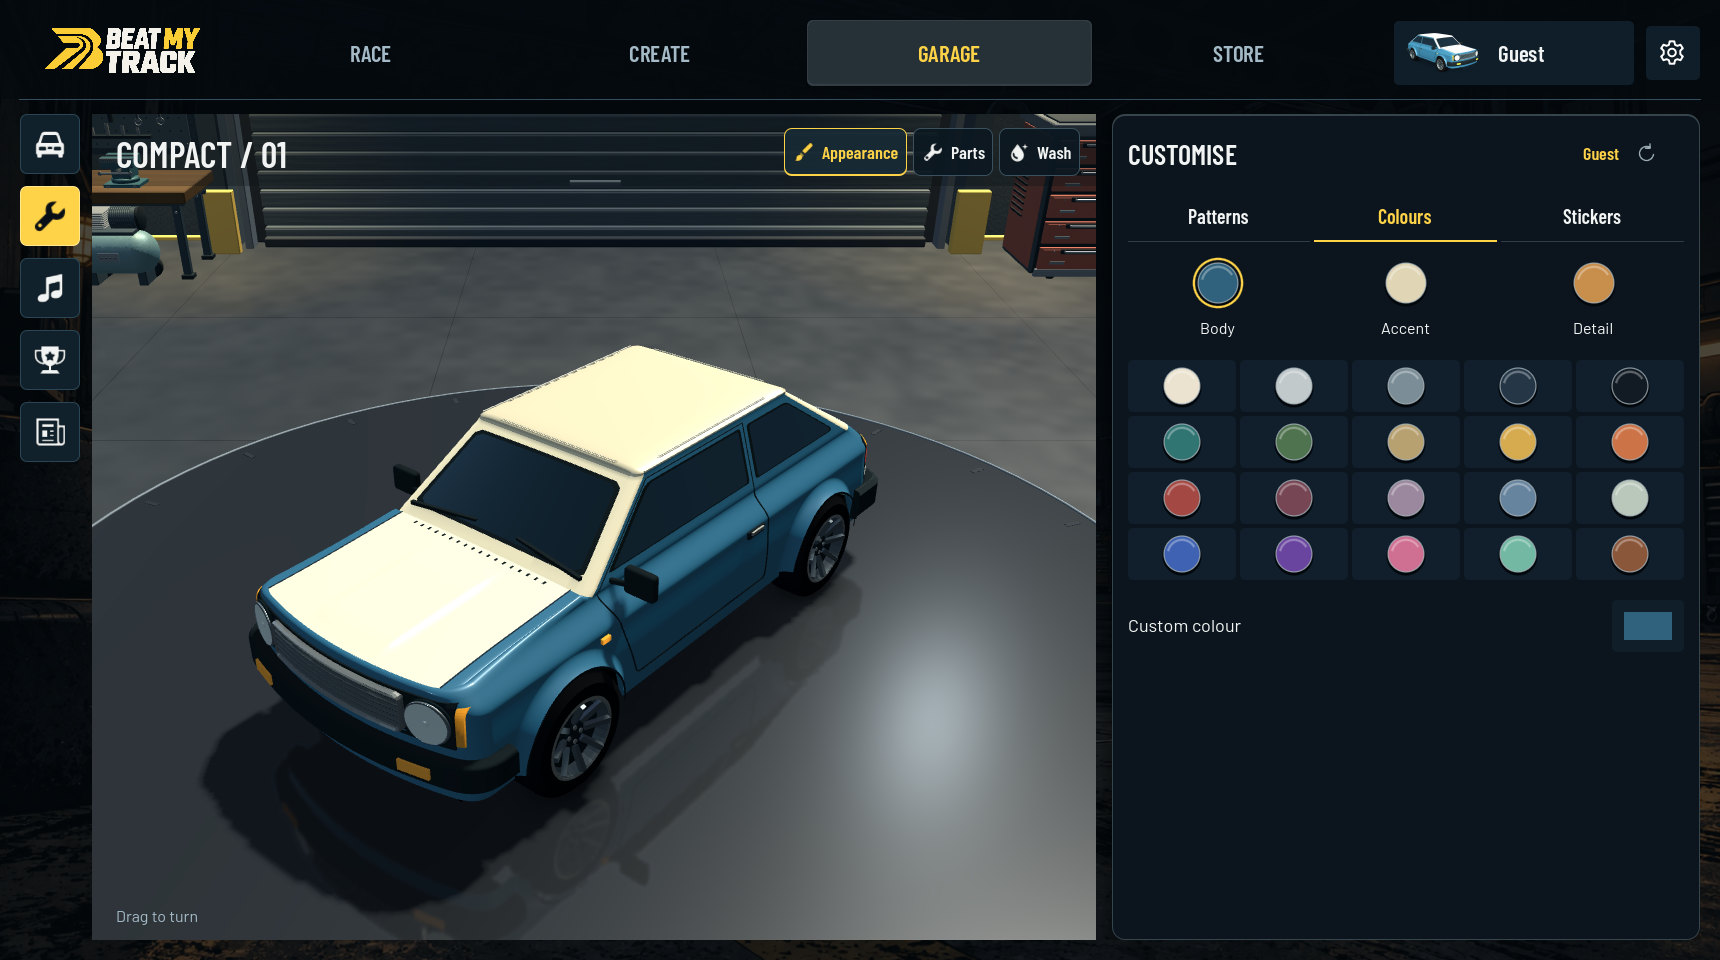 BEAT MY
TRACK
RACE
CREATE
GARAGE
STORE
Guest
COMPACT / 01
Appearance
Parts
Wash
CUSTOMISE
Guest
Patterns
Colours
Stickers
Body
Accent
Detail
Custom colour
Drag to turn